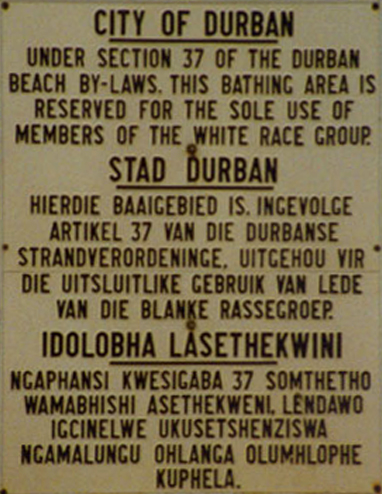 CITY OF DURBAN
UNDER SECTION 37 OF THE DURBAN
BEACH BY-LAWS. THIS BATHING AREA IS
RESERVED FOR THE SOLE USE OF
MEMBERS OF THE WHITE RACE GROUP.
STAD DURBAN
HIERDIE BAAIGEBIED IS. INGEVOLGE
ARTIKEL 37 VAN DIE DURBANSE
STRANDVERORDENINGE, UITGEHOU VIR
DIE UITSLUITLIKE GEBRUIK VAN LEDE
VAN DIE BLANKE RASSEGROEP.
IDOLOBHA LASETHEKWINI
NGAPHANSI KWESIGABA 37 SOMTHETHO
WAMABHISHI ASETHEKWENI, LENDAWO
IGCINELWE UKUSETSHENZISWA
NGAMALUNGU OHLANGA OLUMHLOPHE
KUPHELA.